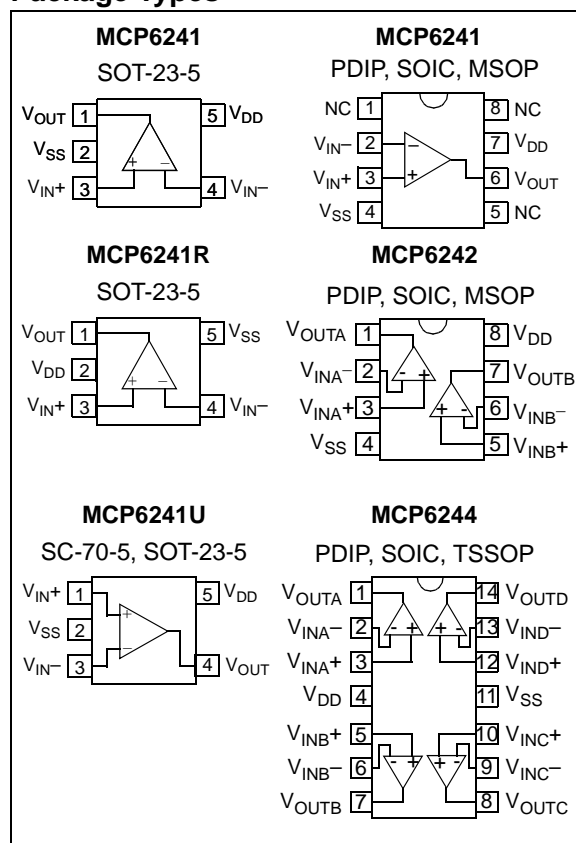 Package Types
MCP6241
SOT-23-5
VOUT 1
5 VDD
VSS 2
VIN+ 3
4 VIN–
+ –
MCP6241
PDIP, SOIC, MSOP
NC 1
8 NC
VIN– 2
7 VDD
VIN+ 3
6 VOUT
VSS 4
5 NC
–
+
MCP6241R
SOT-23-5
VOUT 1
5 VSS
VDD 2
VIN+ 3
4 VIN–
+ –
MCP6242
PDIP, SOIC, MSOP
VOUTA 1
8 VDD
VINA– 2
7 VOUTB
VINA+ 3
6 VINB–
VSS 4
5 VINB+
- +
+ -
MCP6241U
SC-70-5, SOT-23-5
VIN+ 1
5 VDD
VSS 2
VIN– 3
4 VOUT
+
–
MCP6244
PDIP, SOIC, TSSOP
VOUTA 1
14 VOUTD
VINA– 2
13 VIND–
VINA+ 3
12 VIND+
VDD 4
11 VSS
VINB+ 5
10 VINC+
VINB– 6
9 VINC–
VOUTB 7
8 VOUTC
- + + -
- + + -